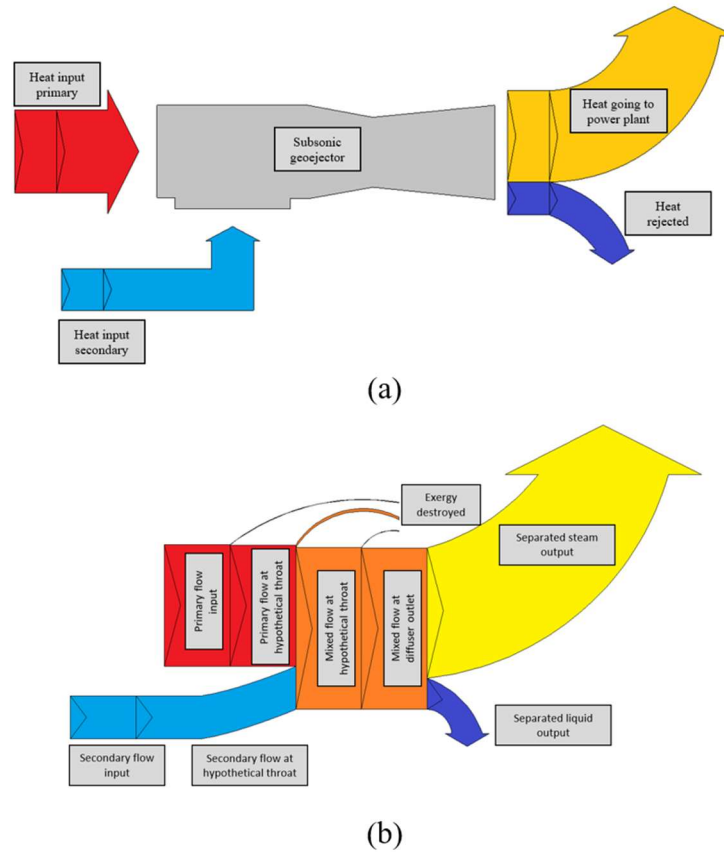 Heat input
primary
Subsonic
geoejector
Heat going to
power plant
Heat
rejected
Heat input
secondary
(a)
Exergy
destroyed
Separated steam
output
Primary flow
input
Primary flow at
hypothetical throat
Mixed flow at
hypothetical throat
Mixed flow at
diffuser outlet
Separated liquid
output
Secondary flow
input
Secondary flow at
hypothetical throat
(b)